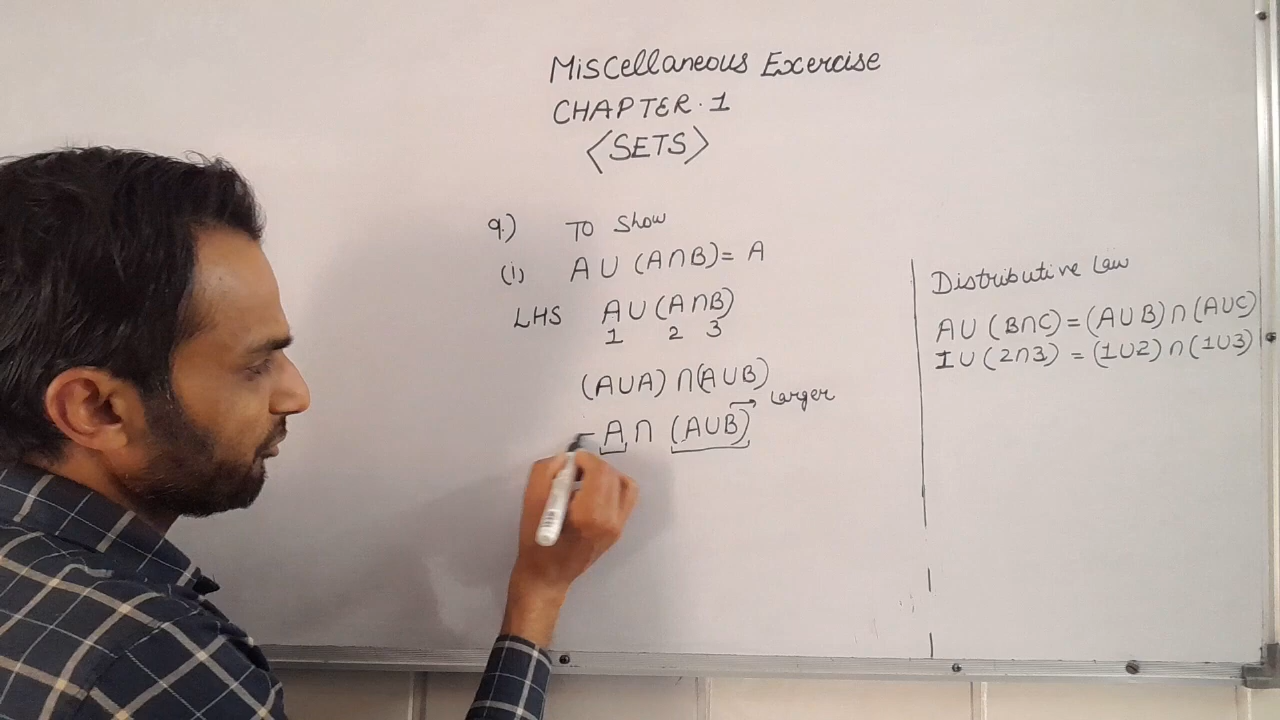 Miscellaneous Exercise
CHAPTER.1
<SETS>
9.) TO Show
(i) A ∪ (A∩B) = A
LHS A∪(A∩B)
1 2 3
(A∪A)∩(A∪B)
→ Larger
A∩(A∪B)
Distributive Law
A∪(B∩C)=(A∪B)∩(A∪C)
1∪(2∩3) = (1∪2)∩(1∪3)